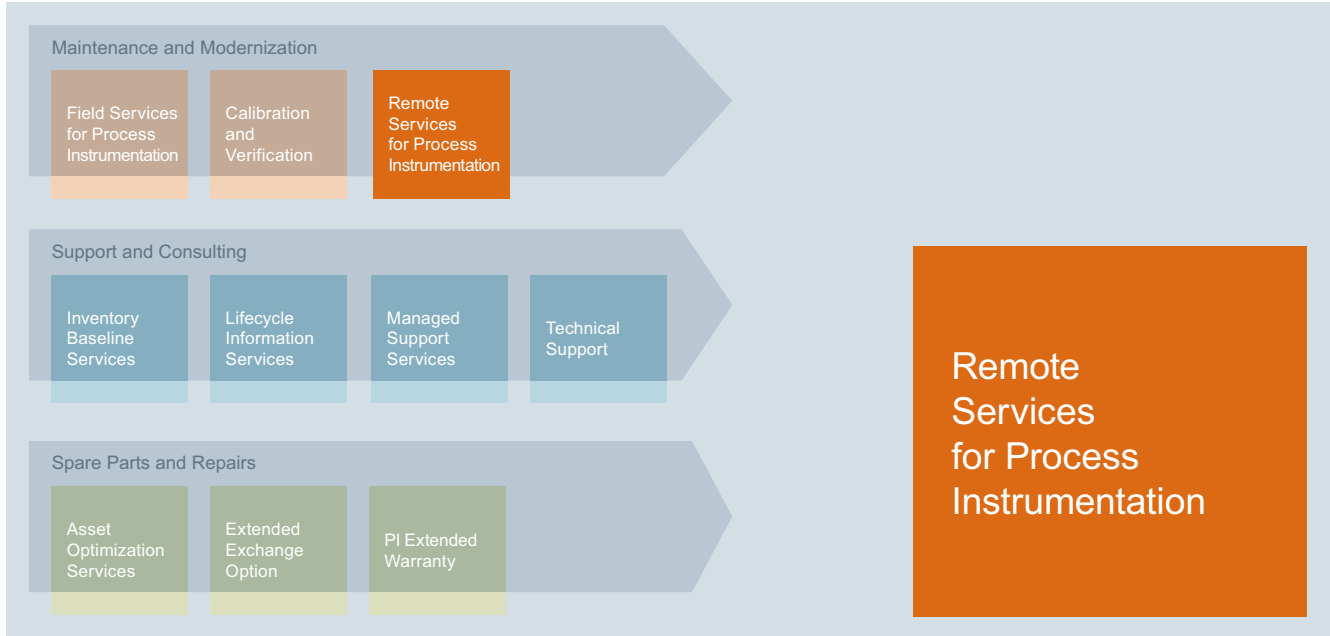 Maintenance and Modernization
Field Services
for Process
Instrumentation
Calibration
and
Verification
Remote
Services
for Process
Instrumentation
Support and Consulting
Inventory
Baseline
Services
Lifecycle
Information
Services
Managed
Support
Services
Technical
Support
Remote
Services
for Process
Instrumentation
Spare Parts and Repairs
Asset
Optimization
Services
Extended
Exchange
Option
PI Extended
Warranty